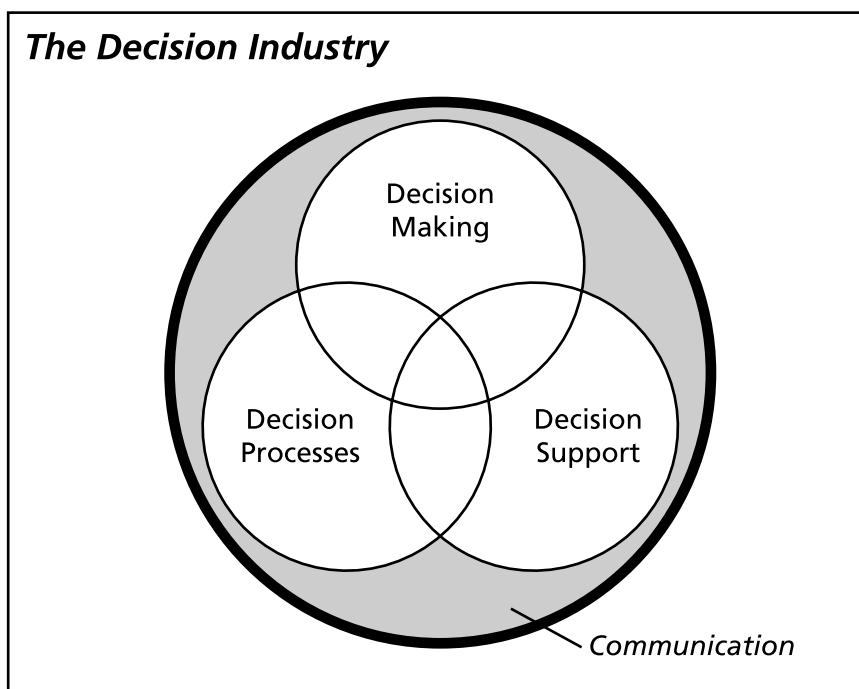 The Decision Industry
Decision
Making
Decision
Processes
Decision
Support
Communication